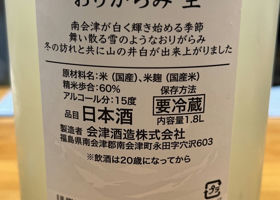 おりがらみ 生
南会津が白く輝き始める季節
舞い散る雪のようなおりがらみ
冬の訪れと共に山の井白が出来上がりました
原材料名:米(国産)、米麹(国産米)
精米歩合:60% 保存方法
アルコール分:15度 要冷蔵
品目 日本酒 内容量 1.8L
製造者 会津酒造株式会社
福島県南会津郡南会津町永田字穴沢603
※飲酒は20歳になってから